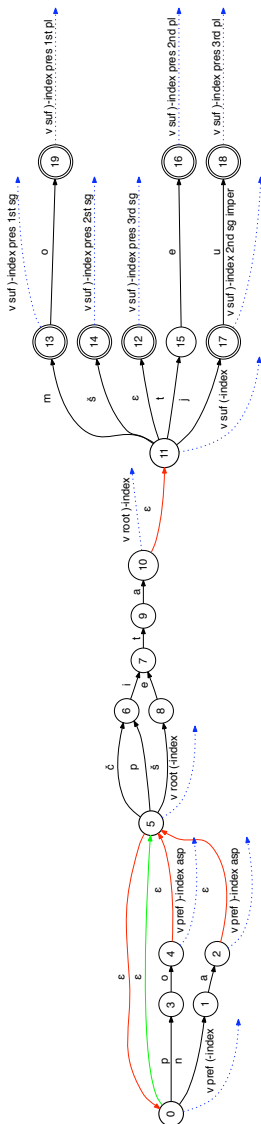 v suf )-index pres 1st pl
v suf )-index pres 2nd pl
v suf )-index pres 3rd pl
19
16
18
o
e
u
v suf )-index pres 1st sg
v suf )-index pres 2st sg
v suf )-index pres 3rd sg
v suf )-index 2nd sg imper
13
14
12
15
17
m
š
ε
t
j
v suf (-index
11
ε
v root )-index
10
a
9
t
7
i
e
6
8
č
p
š
v root (-index
5
ε
ε
ε
v pref )-index asp
ε
v pref )-index asp
4
2
o
a
3
1
p
n
v pref (-index
0